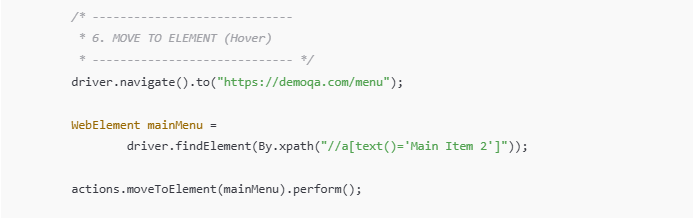 /* -----------------------------
* 6. MOVE TO ELEMENT (Hover)
* ----------------------------- */
driver.navigate().to("https://demoqa.com/menu");
WebElement mainMenu =
driver.findElement(By.xpath("//a[text()='Main Item 2']"));
actions.moveToElement(mainMenu).perform();